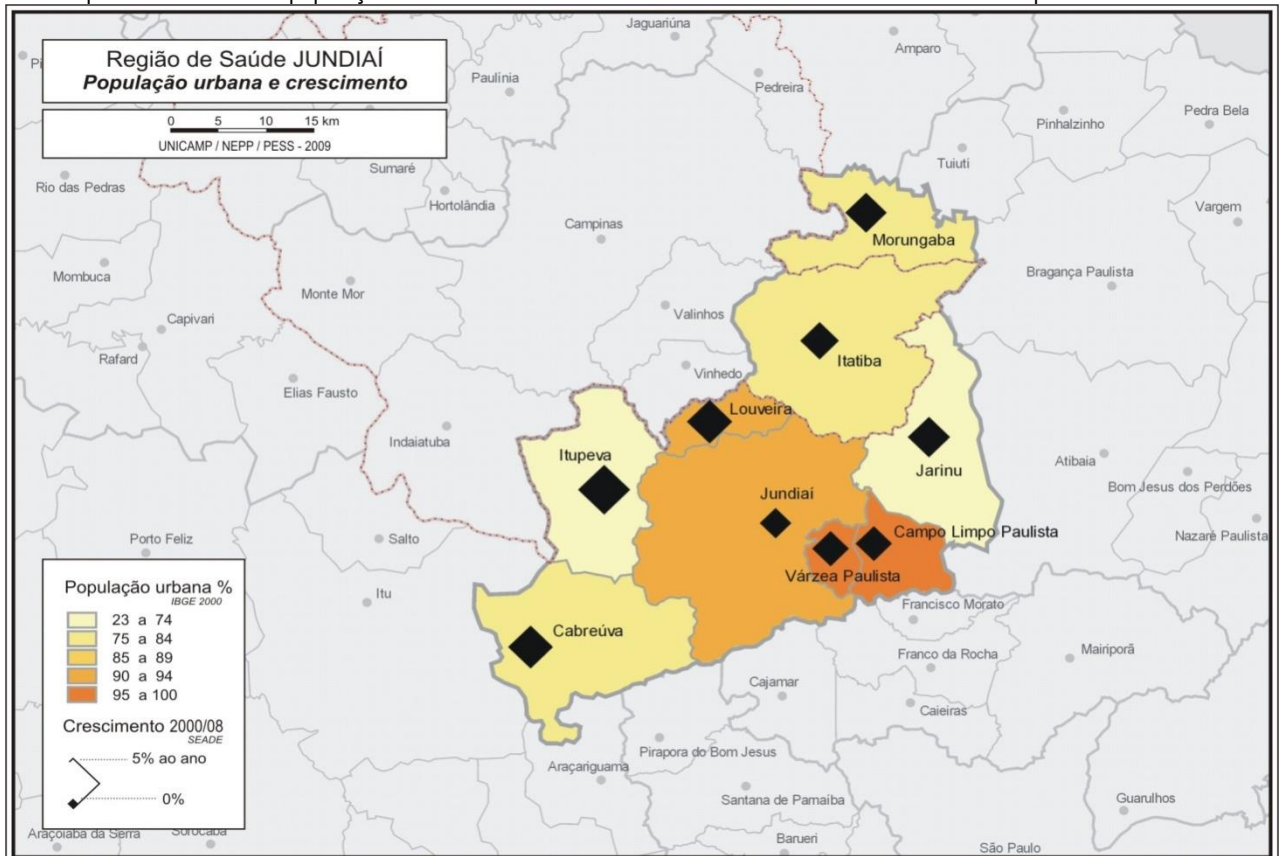 população
Região de Saúde JUNDIAÍ
População urbana e crescimento
0 5 10 15 km
UNICAMP / NEPP / PESS - 2009
Jaguariúna
Amparo
Paulínia
Pedreira
Pedra Bela
Pinhalzinho
Tuiuti
Sumaré
Rio das Pedras
Hortolândia
Vargem
Campinas
Morungaba
Mombuca
Bragança Paulista
Monte Mor
Valinhos
Capivari
Rafard
Itatiba
Vinhedo
Elias Fausto
Louveira
Indaiatuba
Itupeva
Atibaia
Jarinu
Bom Jesus dos Perdões
Jundiaí
Campo Limpo Paulista
Nazaré Paulista
Porto Feliz
Salto
Várzea Paulista
População urbana %
IBGE 2000
23 a 74
75 a 84
85 a 89
90 a 94
95 a 100
Itu
Francisco Morato
Cabreúva
Franco da Rocha
Mairiporã
Cajamar
Caieiras
Crescimento 2000/08
SEADE
5% ao ano
0%
Pirapora do Bom Jesus
Araçariguama
Santana de Parnaíba
Guarulhos
Araçoiaba da Serra
Sorocaba
Barueri
São Paulo